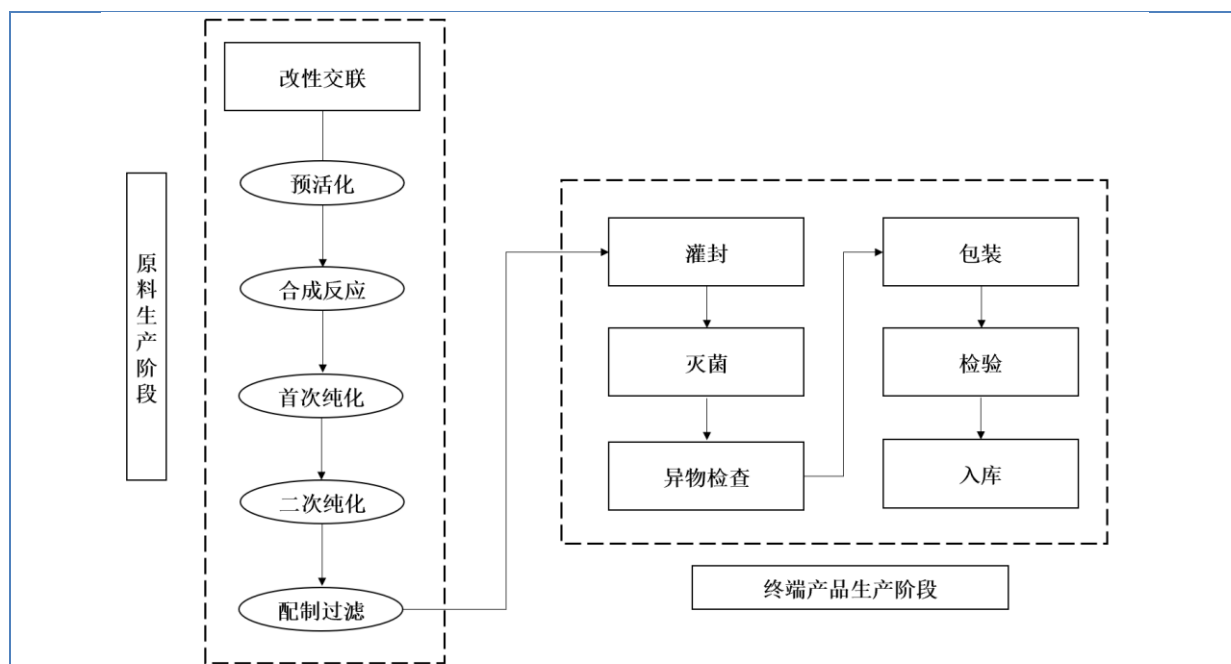 原料生产阶段
改性交联
预活化
合成反应
首次纯化
二次纯化
配制过滤
灌封
灭菌
异物检查
包装
检验
入库
终端产品生产阶段